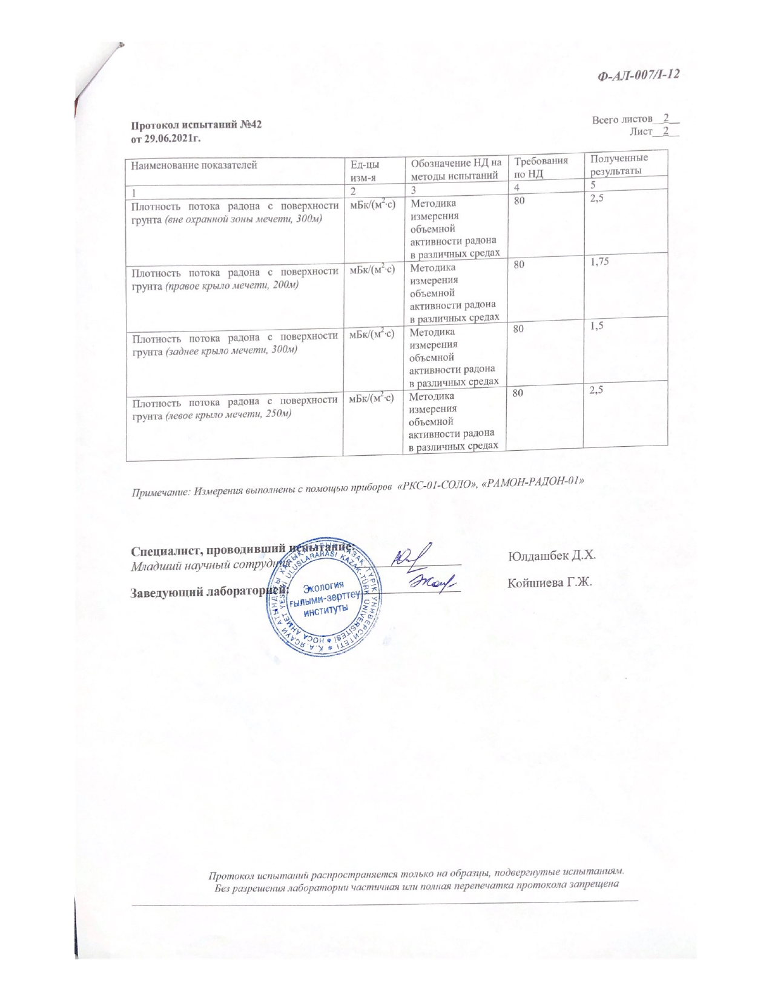 Ф-АЛ-007/1-12
Протокол испытаний №42
от 29.06.2021г.
Всего листов__2__
Лист__2__
Наименование показателей
Ед-цы
изм-я
Обозначение НД на
методы испытаний
Требования
по НД
Полученные
результаты
1
2
3
4
5
Плотность потока радона с поверхности
грунта (вне охранной зоны мечети, 300м)
мБк/(м²·с)
Методика
измерения
объемной
активности радона
в различных средах
80
2,5
Плотность потока радона с поверхности
грунта (правое крыло мечети, 200м)
мБк/(м²·с)
Методика
измерения
объемной
активности радона
в различных средах
80
1,75
Плотность потока радона с поверхности
грунта (заднее крыло мечети, 300м)
мБк/(м²·с)
Методика
измерения
объемной
активности радона
в различных средах
80
1,5
Плотность потока радона с поверхности
грунта (левое крыло мечети, 250м)
мБк/(м²·с)
Методика
измерения
объемной
активности радона
в различных средах
80
2,5
Примечание: Измерения выполнены с помощью приборов «РКС-01-СОЛО», «РАМОН-РАДОН-01»
Специалист, проводивший испытание:
Младший научный сотрудник
Юлдашбек Д.Х.
Заведующий лабораторией:
Койшиева Г.Ж.
Экология
ғылыми-зерттеу
институты
Қ.А.ЯСАУИ АТЫНДАҒЫ ХАЛЫҚАРАЛЫҚ ҚАЗАҚ-ТҮРІК УНИВЕРСИТЕТІ
HOCA AHMET YESEVİ ULUSLARARASI KAZAK-TÜRK ÜNİVERSİTESİ
Протокол испытаний распространяется только на образцы, подвергнутые испытаниям.
Без разрешения лаборатории частичная или полная перепечатка протокола запрещена